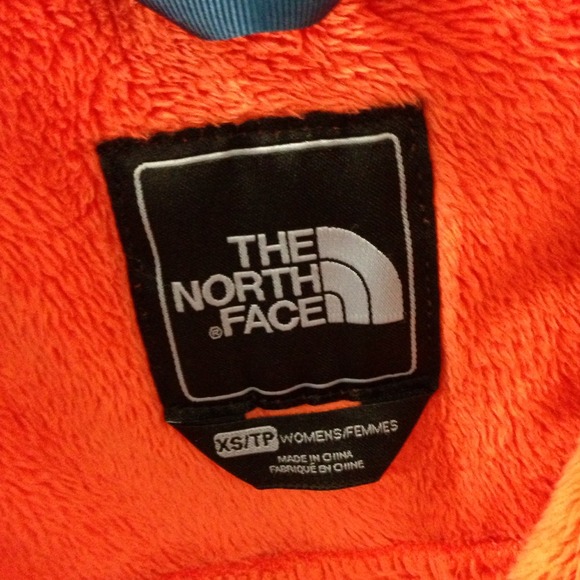 THE
NORTH
®FACE
XS/TP WOMENS/FEMMES
MADE IN CHINA
FABRIQUÉ EN CHINE